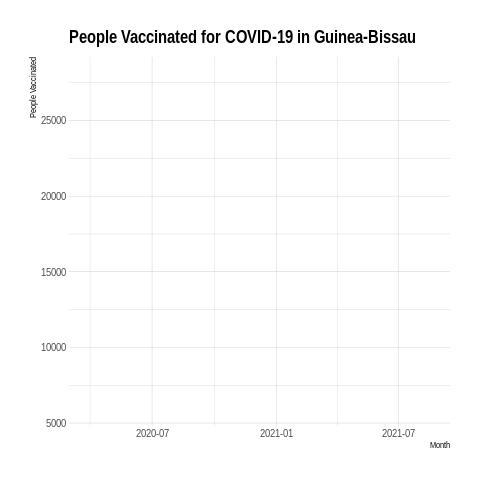 People Vaccinated for COVID-19 in Guinea-Bissau
People Vaccinated
25000
20000
15000
10000
5000
2020-07 2021-01 2021-07
Month